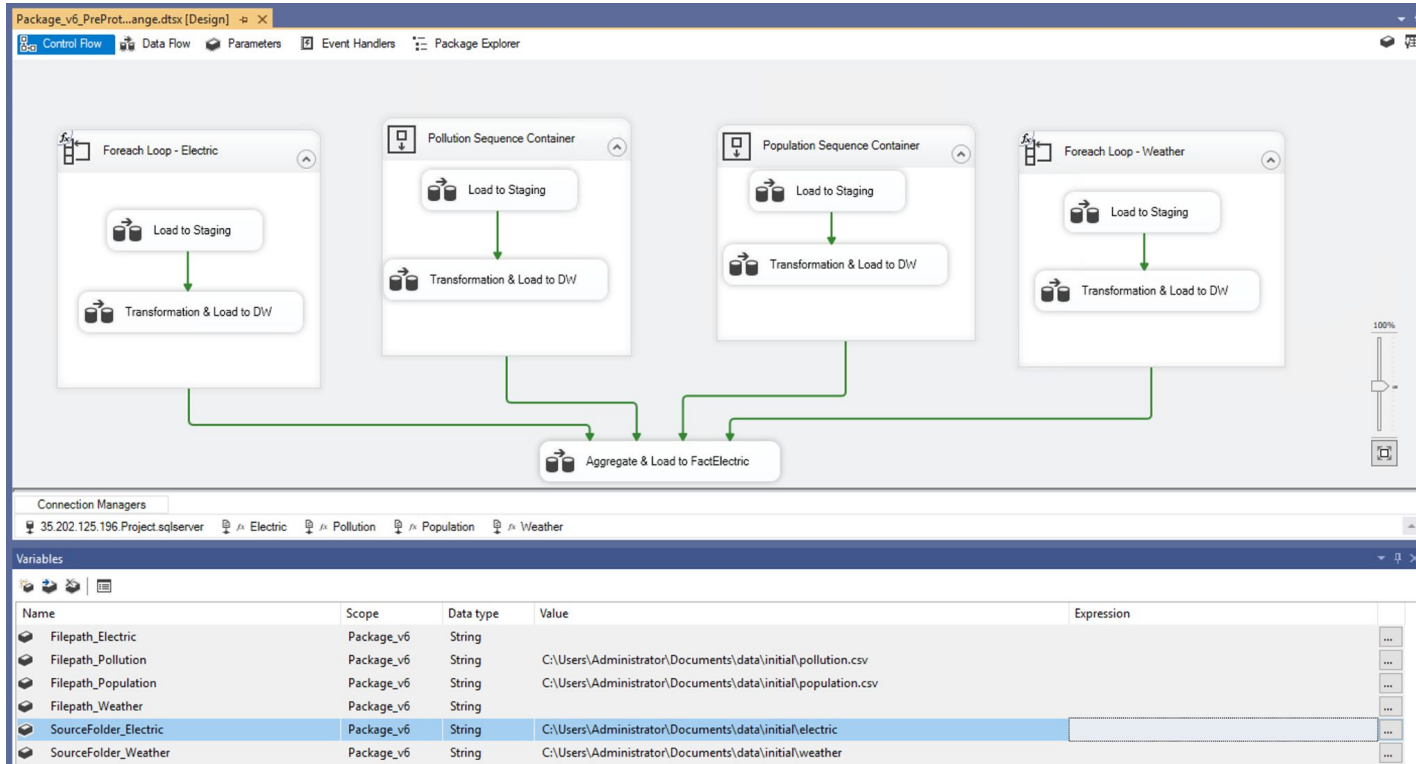 Package_v6_PreProt...ange.dtsx [Design]
Control Flow Data Flow Parameters Event Handlers Package Explorer
Foreach Loop - Electric
Load to Staging
Transformation & Load to DW
Pollution Sequence Container
Load to Staging
Transformation & Load to DW
Population Sequence Container
Load to Staging
Transformation & Load to DW
Foreach Loop - Weather
Load to Staging
Transformation & Load to DW
Aggregate & Load to FactElectric
100%
Connection Managers
35.202.125.196.Project.sqlserver fx Electric fx Pollution fx Population fx Weather
Variables
Name Scope Data type Value Expression
Filepath_Electric Package_v6 String ...
Filepath_Pollution Package_v6 String C:\Users\Administrator\Documents\data\initial\pollution.csv ...
Filepath_Population Package_v6 String C:\Users\Administrator\Documents\data\initial\population.csv ...
Filepath_Weather Package_v6 String ...
SourceFolder_Electric Package_v6 String C:\Users\Administrator\Documents\data\initial\electric ...
SourceFolder_Weather Package_v6 String C:\Users\Administrator\Documents\data\initial\weather ...